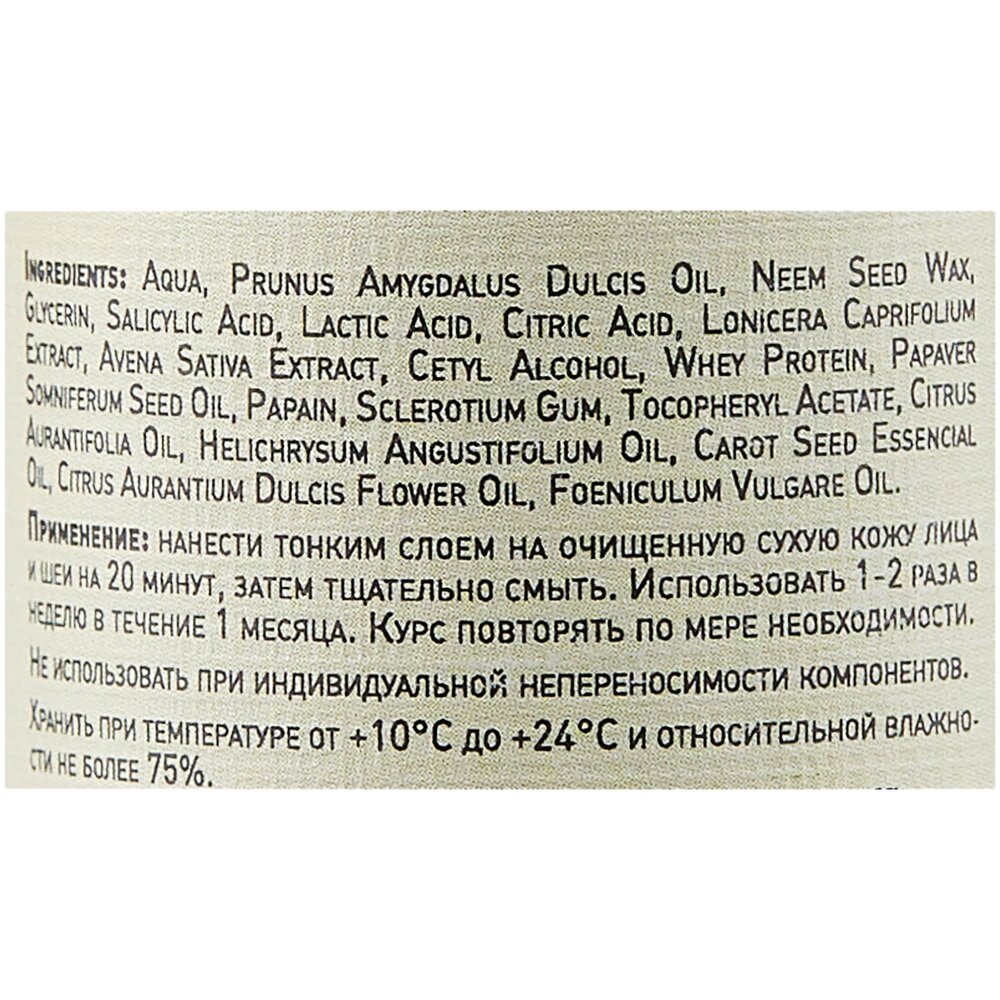 Ingredients: Aqua, Prunus Amygdalus Dulcis Oil, Neem Seed Wax,
Glycerin, Salicylic Acid, Lactic Acid, Citric Acid, Lonicera Caprifolium
Extract, Avena Sativa Extract, Cetyl Alcohol, Whey Protein, Papaver
Somniferum Seed Oil, Papain, Sclerotium Gum, Tocopheryl Acetate, Citrus
Aurantifolia Oil, Helichrysum Angustifolium Oil, Carot Seed Essencial
Oil, Citrus Aurantium Dulcis Flower Oil, Foeniculum Vulgare Oil.
Применение: нанести тонким слоем на очищенную сухую кожу лица
и шеи на 20 минут, затем тщательно смыть. Использовать 1-2 раза в
неделю в течение 1 месяца. Курс повторять по мере необходимости.
Не использовать при индивидуальной непереносимости компонентов.
Хранить при температуре от +10°C до +24°C и относительной влажно-
сти не более 75%.